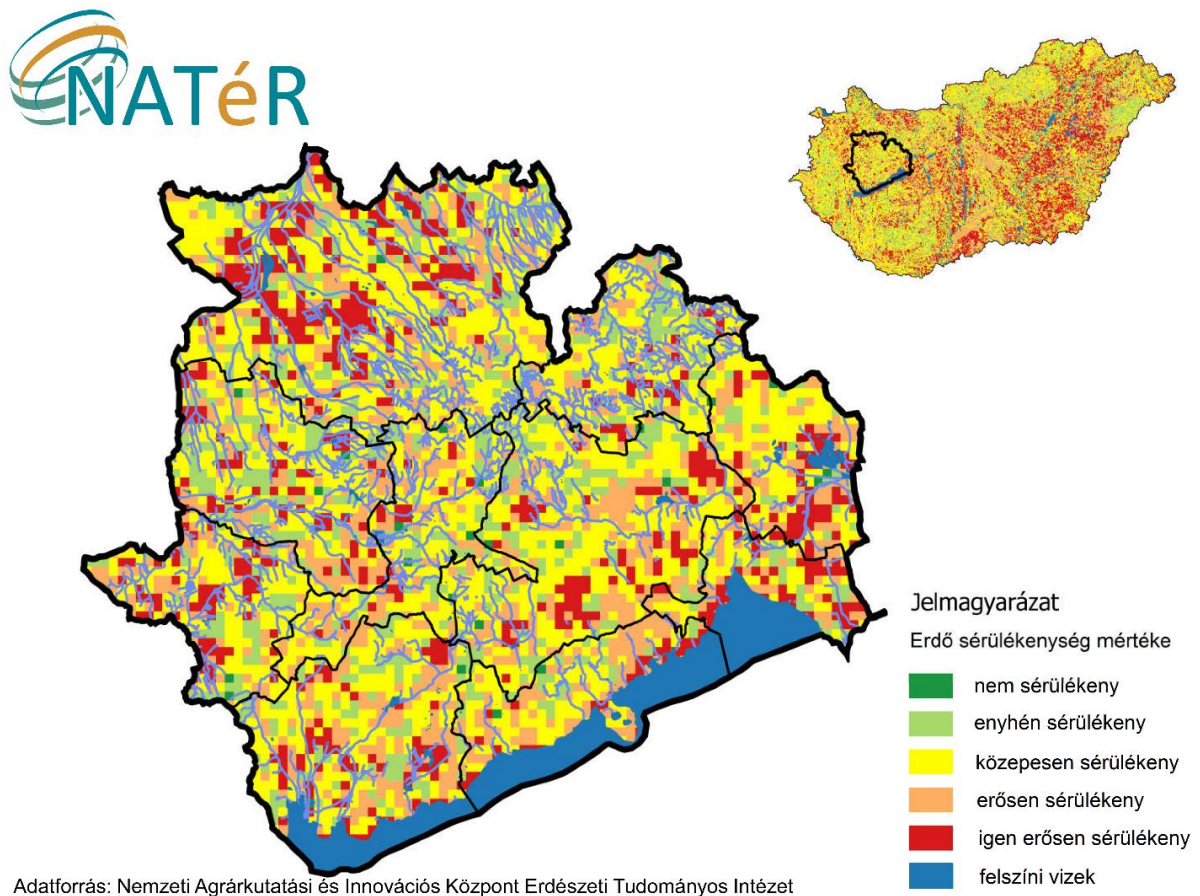 NATéR
Jelmagyarázat
Erdő sérülékenység mértéke
nem sérülékeny
enyhén sérülékeny
közepesen sérülékeny
erősen sérülékeny
igen erősen sérülékeny
felszíni vizek
Adatforrás: Nemzeti Agrárkutatási és Innovációs Központ Erdészeti Tudományos Intézet